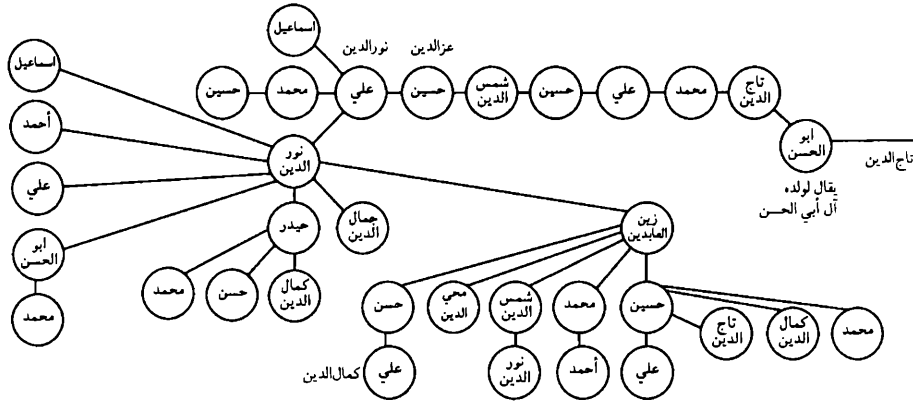 اسماعيل
نورالدين
عزالدين
تاج
الدين
محمد
علي
حسين
شمس
الدين
حسين
علي
محمد
حسين
اسماعيل
أحمد
علي
ابو
الحسن
محمد
ابو
الحسن
تاج الدين
يقال لولده
آل أبي الحسن
نور
الدين
جمال
الدين
حيدر
كمال
الدين
حسن
محمد
زين
العابدين
محمد
كمال
الدين
تاج
الدين
حسين
محمد
شمس
الدين
محي
الدين
حسن
علي
أحمد
نور
الدين
علي
كمال الدين